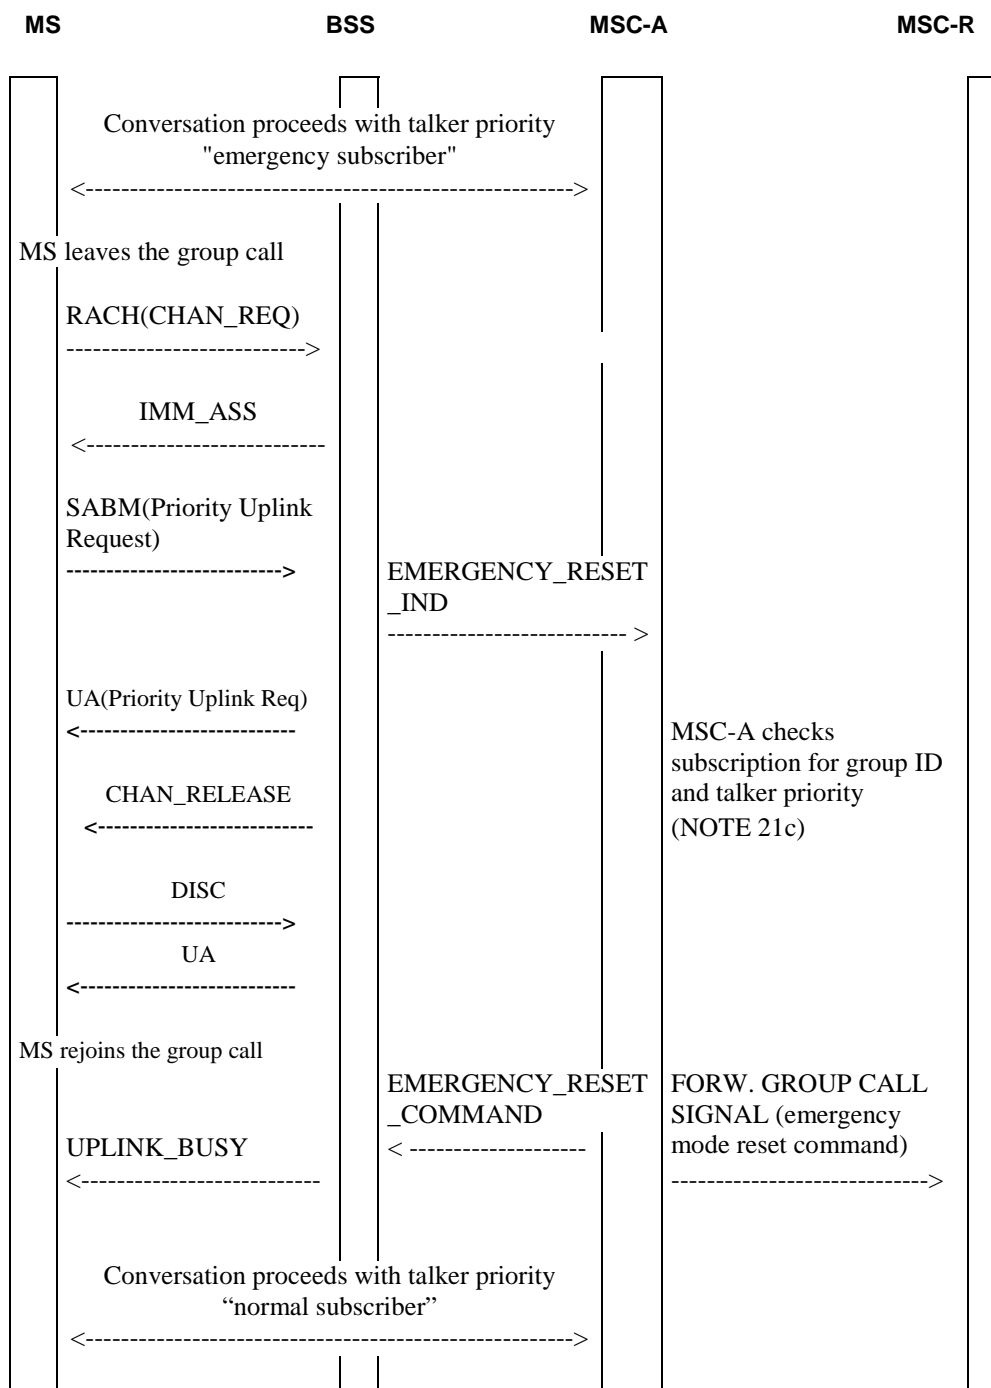 MS BSS MSC-A MSC-R
Conversation proceeds with talker priority
"emergency subscriber"
<------------------------------------------------------->
MS leaves the group call
RACH(CHAN_REQ)
--------------------------->
IMM_ASS
<---------------------------
SABM(Priority Uplink
Request)
--------------------------->
EMERGENCY_RESET
_IND
--------------------------- >
UA(Priority Uplink Req)
<---------------------------
MSC-A checks
subscription for group ID
and talker priority
(NOTE 21c)
CHAN_RELEASE
<---------------------------
DISC
--------------------------->
UA
<---------------------------
MS rejoins the group call
EMERGENCY_RESET
_COMMAND
< --------------------
FORW. GROUP CALL
SIGNAL (emergency
mode reset command)
----------------------------->
UPLINK_BUSY
<---------------------------
Conversation proceeds with talker priority
“normal subscriber”
<------------------------------------------------------->